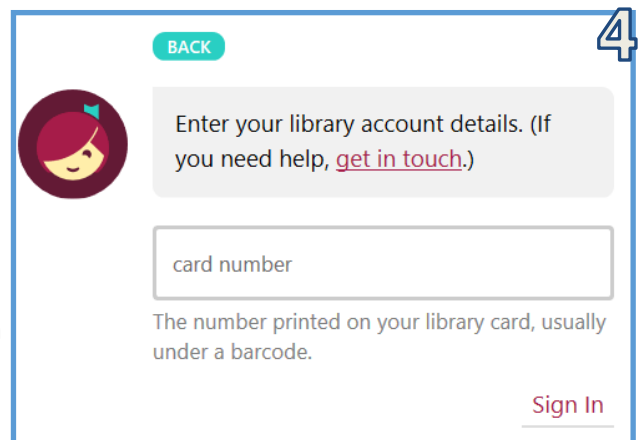 4
BACK
Enter your library account details. (If
you need help, get in touch.)
card number
The number printed on your library card, usually
under a barcode.
Sign In